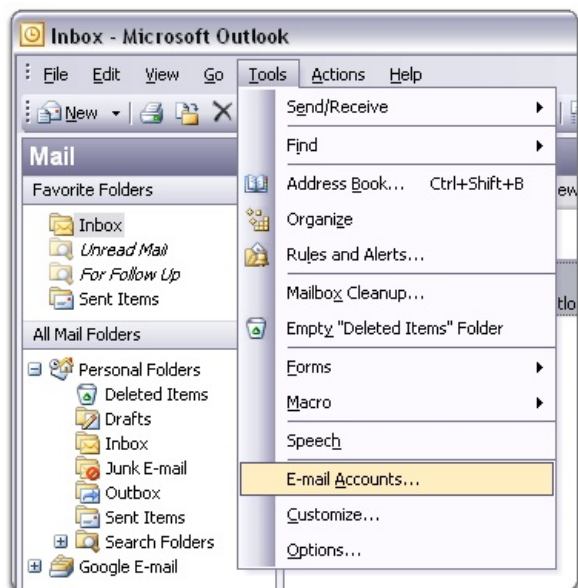 Inbox - Microsoft Outlook
File Edit View Go Tools Actions Help
New
Send/Receive
Find
Address Book... Ctrl+Shift+B
Organize
Rules and Alerts...
Mailbox Cleanup...
Empty "Deleted Items" Folder
Forms
Macro
Speech
E-mail Accounts...
Customize...
Options...
Mail
Favorite Folders
Inbox
Unread Mail
For Follow Up
Sent Items
All Mail Folders
Personal Folders
Deleted Items
Drafts
Inbox
Junk E-mail
Outbox
Sent Items
Search Folders
Google E-mail